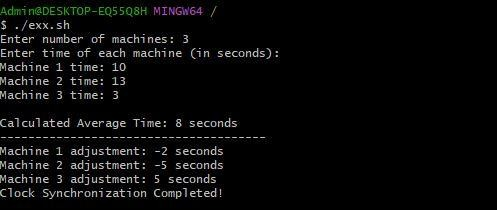 Admin@DESKTOP-EQ55Q8H MINGW64 /
$ ./exx.sh
Enter number of machines: 3
Enter time of each machine (in seconds):
Machine 1 time: 10
Machine 2 time: 13
Machine 3 time: 3

Calculated Average Time: 8 seconds
--------------------------------------
Machine 1 adjustment: -2 seconds
Machine 2 adjustment: -5 seconds
Machine 3 adjustment: 5 seconds
Clock Synchronization Completed!